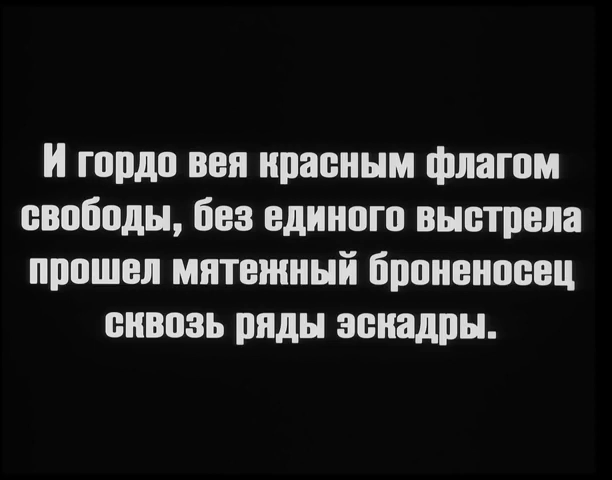 И гордо вея красным флагом
свободы, без единого выстрела
прошел мятежный броненосец
сквозь ряды эскадры.